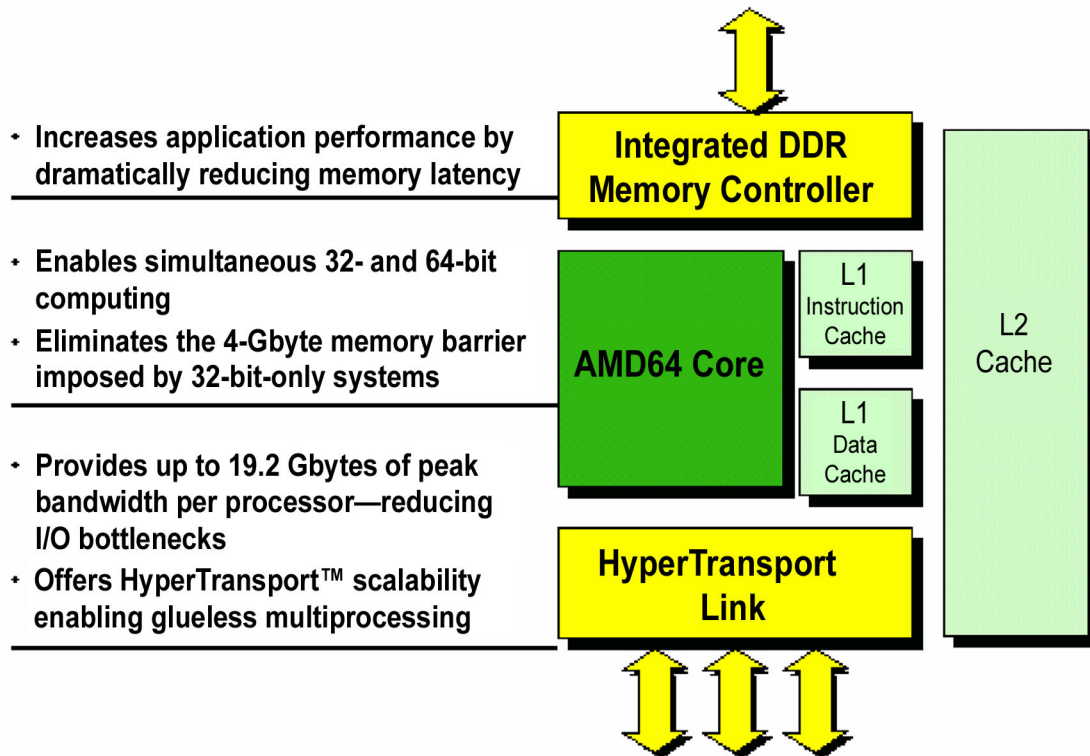 • Increases application performance by
dramatically reducing memory latency
• Enables simultaneous 32- and 64-bit
computing
• Eliminates the 4-Gbyte memory barrier
imposed by 32-bit-only systems
• Provides up to 19.2 Gbytes of peak
bandwidth per processor—reducing
I/O bottlenecks
• Offers HyperTransport™ scalability
enabling glueless multiprocessing
Integrated DDR
Memory Controller
AMD64 Core
L1
Instruction
Cache
L1
Data
Cache
L2
Cache
HyperTransport
Link